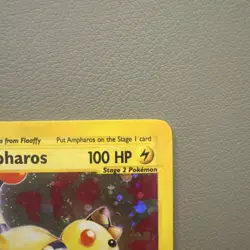 s from Flaaffy Put Ampharos on the Stage 1 card
pharos 100 HP
Stage 2 Pokémon